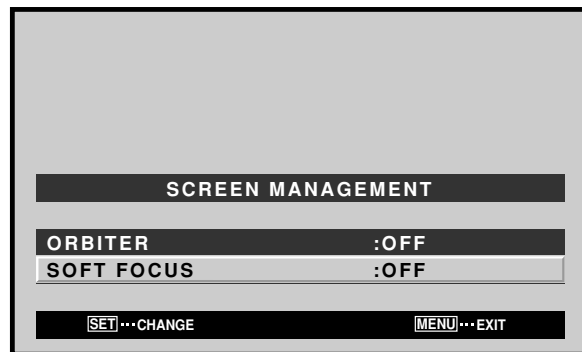 SCREEN MANAGEMENT
ORBITER :OFF
SOFT FOCUS :OFF
SET···CHANGE MENU···EXIT